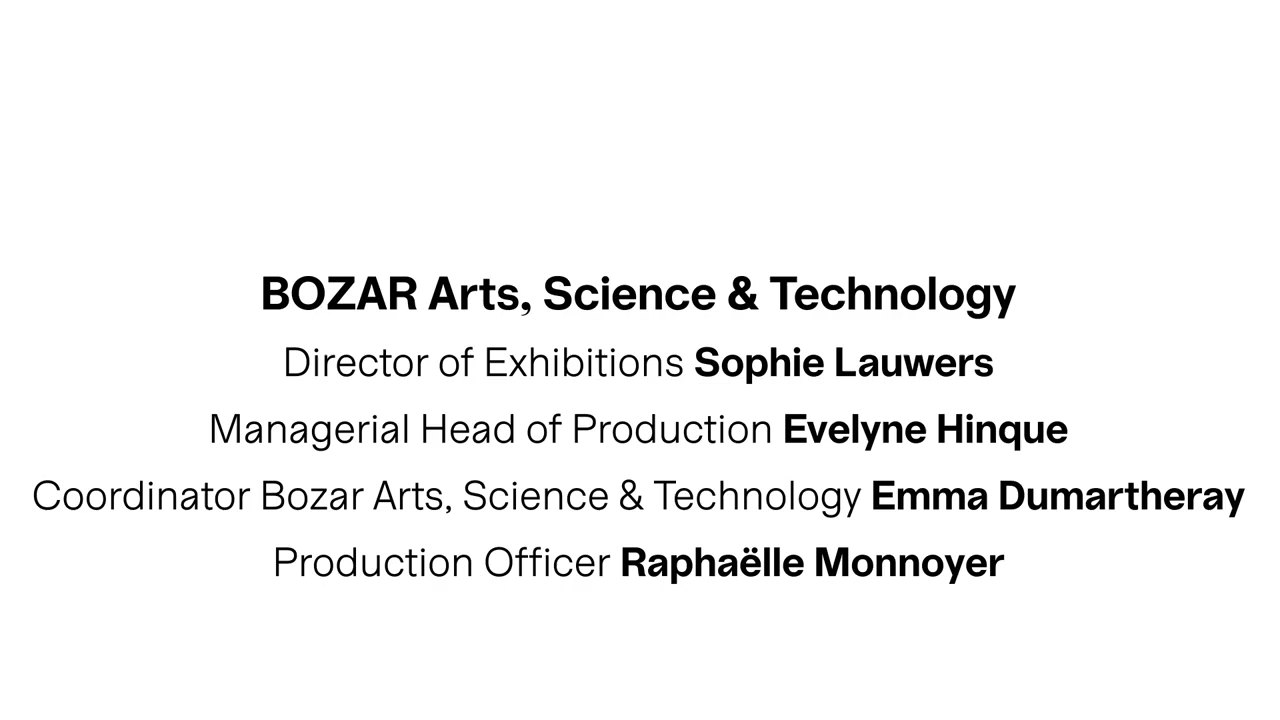 BOZAR Arts, Science & Technology
Director of Exhibitions Sophie Lauwers
Managerial Head of Production Evelyne Hinque
Coordinator Bozar Arts, Science & Technology Emma Dumartheray
Production Officer Raphaëlle Monnoyer